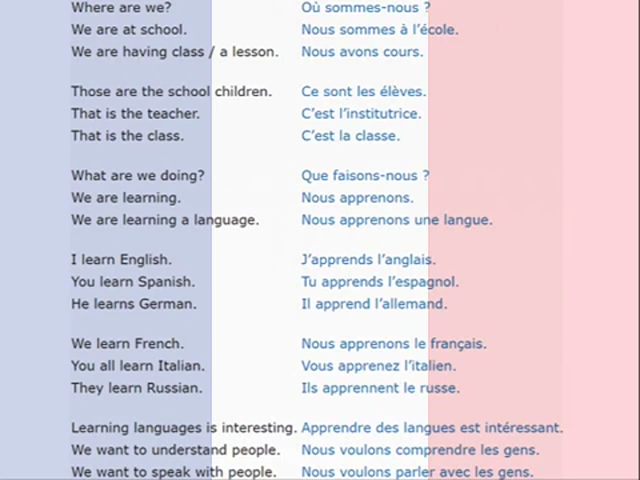 Where are we? Où sommes-nous ?
We are at school. Nous sommes à l'école.
We are having class / a lesson. Nous avons cours.
Those are the school children. Ce sont les élèves.
That is the teacher. C'est l'institutrice.
That is the class. C'est la classe.
What are we doing? Que faisons-nous ?
We are learning. Nous apprenons.
We are learning a language. Nous apprenons une langue.
I learn English. J'apprends l'anglais.
You learn Spanish. Tu apprends l'espagnol.
He learns German. Il apprend l'allemand.
We learn French. Nous apprenons le français.
You all learn Italian. Vous apprenez l'italien.
They learn Russian. Ils apprennent le russe.
Learning languages is interesting. Apprendre des langues est intéressant.
We want to understand people. Nous voulons comprendre les gens.
We want to speak with people. Nous voulons parler avec les gens.